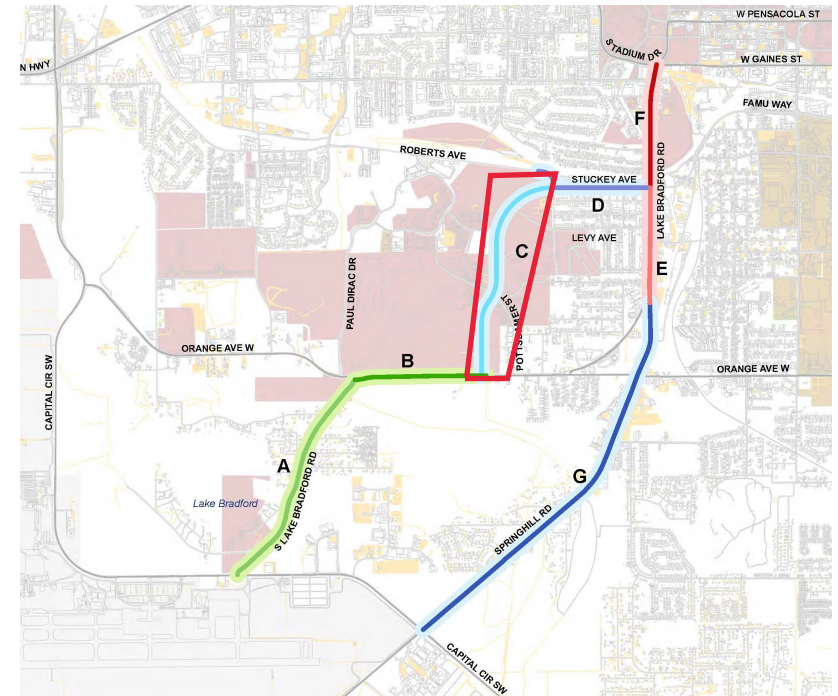 W PENSACOLA ST
STADIUM DR
W GAINES ST
N HWY
FAMU WAY
F
ROBERTS AVE
LAKE BRADFORD RD
STUCKEY AVE
D
LEVY AVE
C
E
PAUL DIRAC DR
POTTSDAMER ST
ORANGE AVE W
B
ORANGE AVE W
CAPITAL CIR SW
A
S LAKE BRADFORD RD
G
Lake Bradford
SPRINGHILL RD
CAPITAL CIR SW